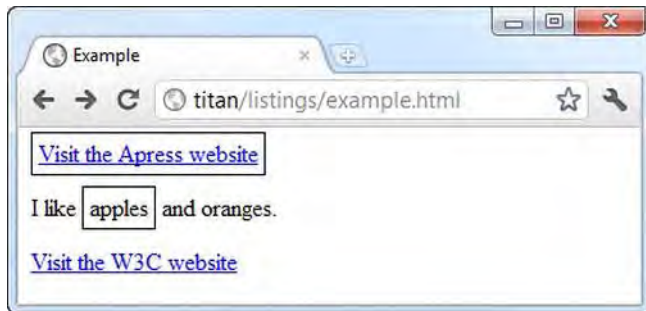 Example
titan/listings/example.html
Visit the Apress website
I like apples and oranges.
Visit the W3C website